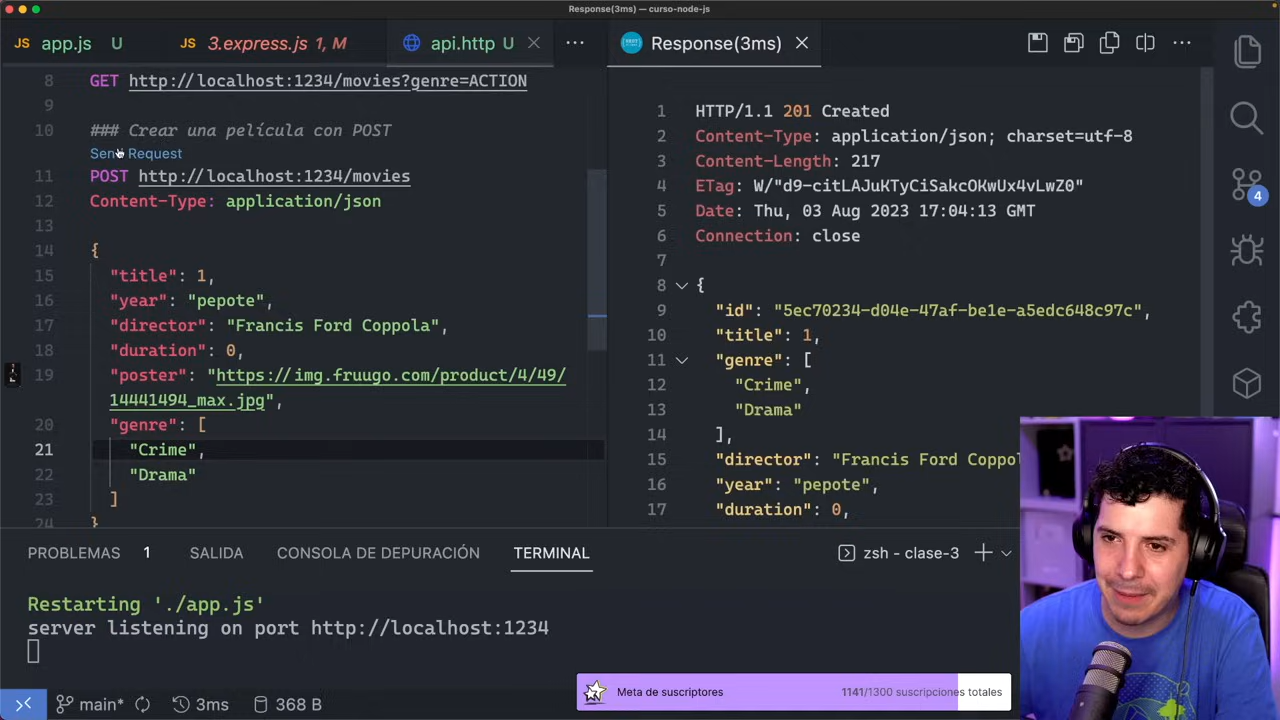 Response(3ms) — curso-node-js
JS app.js U
JS 3.express.js 1, M
api.http U
Response(3ms)
8 GET http://localhost:1234/movies?genre=ACTION
9
10 ### Crear una película con POST
Send Request
11 POST http://localhost:1234/movies
12 Content-Type: application/json
13
14 {
15 "title": 1,
16 "year": "pepote",
17 "director": "Francis Ford Coppola",
18 "duration": 0,
19 "poster": "https://img.fruugo.com/product/4/49/
14441494_max.jpg",
20 "genre": [
21 "Crime",
22 "Drama"
23 ]
24 }
1 HTTP/1.1 201 Created
2 Content-Type: application/json; charset=utf-8
3 Content-Length: 217
4 ETag: W/"d9-citLAJuKTyCiSakcOKwUx4vLwZ0"
5 Date: Thu, 03 Aug 2023 17:04:13 GMT
6 Connection: close
7
8 {
9 "id": "5ec70234-d04e-47af-be1e-a5edc648c97c",
10 "title": 1,
11 "genre": [
12 "Crime",
13 "Drama"
14 ],
15 "director": "Francis Ford Coppol
16 "year": "pepote",
17 "duration": 0,
4
PROBLEMAS 1 SALIDA CONSOLA DE DEPURACIÓN TERMINAL
zsh - clase-3
Restarting './app.js'
server listening on port http://localhost:1234
main* 3ms 368 B
Meta de suscriptores 1141/1300 suscripciones totales